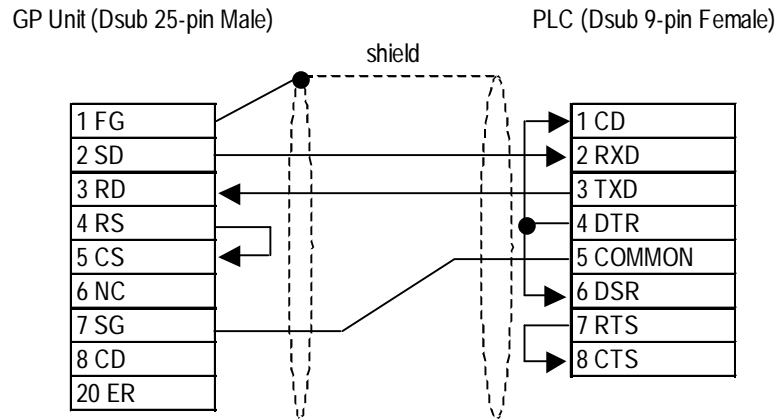 GP Unit (Dsub 25-pin Male)
PLC (Dsub 9-pin Female)
shield
1 FG
2 SD
3 RD
4 RS
5 CS
6 NC
7 SG
8 CD
20 ER
1 CD
2 RXD
3 TXD
4 DTR
5 COMMON
6 DSR
7 RTS
8 CTS